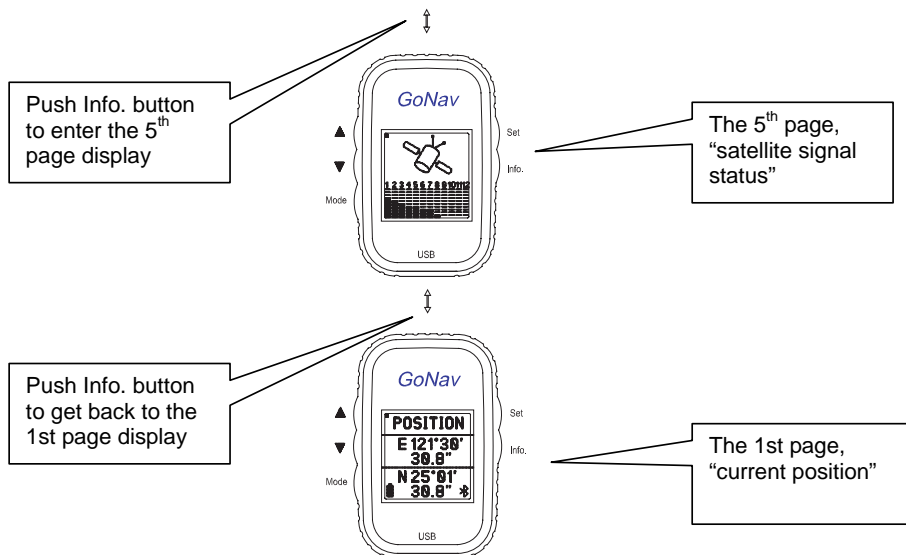 Push Info. button
to enter the 5th
page display
GoNav
▲
▼
Mode
Set
Info.
1 2 3 4 5 6 7 8 9 10 11 12
USB
The 5th page,
“satellite signal
status”
Push Info. button
to get back to the
1st page display
GoNav
▲
▼
Mode
Set
Info.
POSITION
E 121°30'
30.8"
N 25°01'
30.8"
USB
The 1st page,
“current position”